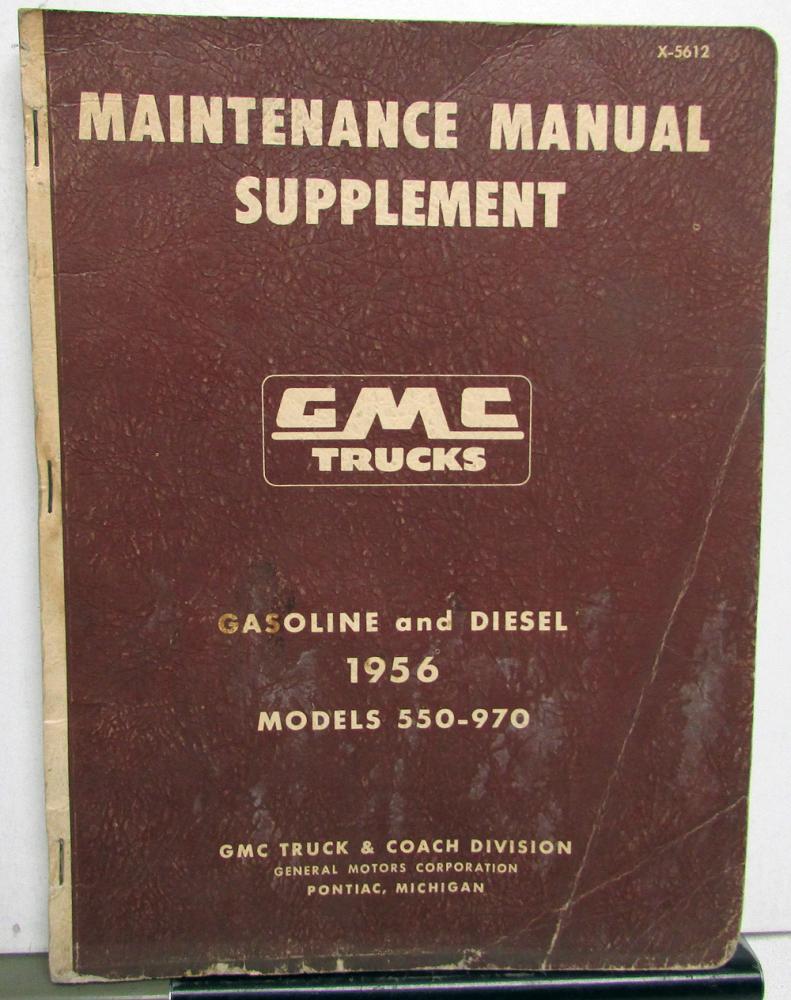 X-5612
MAINTENANCE MANUAL
SUPPLEMENT
GMC
TRUCKS
GASOLINE and DIESEL
1956
MODELS 550-970
GMC TRUCK & COACH DIVISION
GENERAL MOTORS CORPORATION
PONTIAC, MICHIGAN